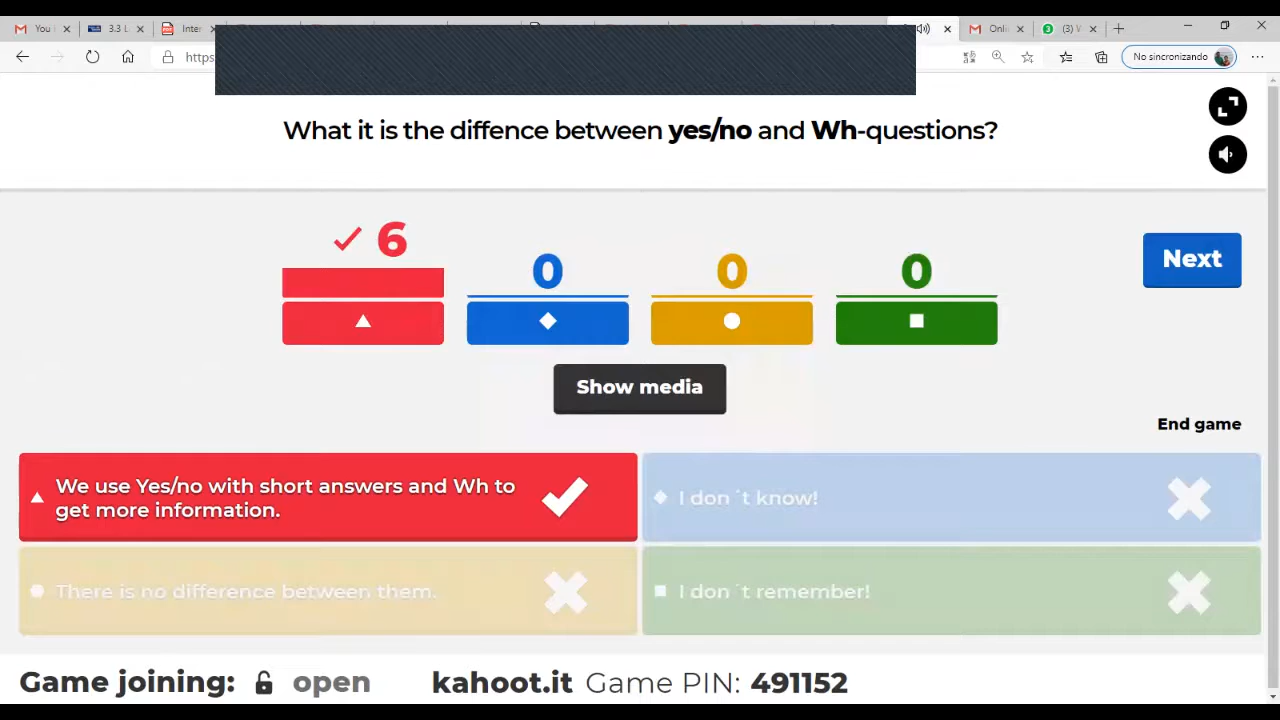 You
3.3 L
Inter
Onli
(3) V
https
No sincronizando
What it is the diffence between yes/no and Wh-questions?
6
0
0
0
Next
Show media
End game
We use Yes/no with short answers and Wh to
get more information.
I don´t know!
There is no difference between them.
I don´t remember!
Game joining: open kahoot.it Game PIN: 491152